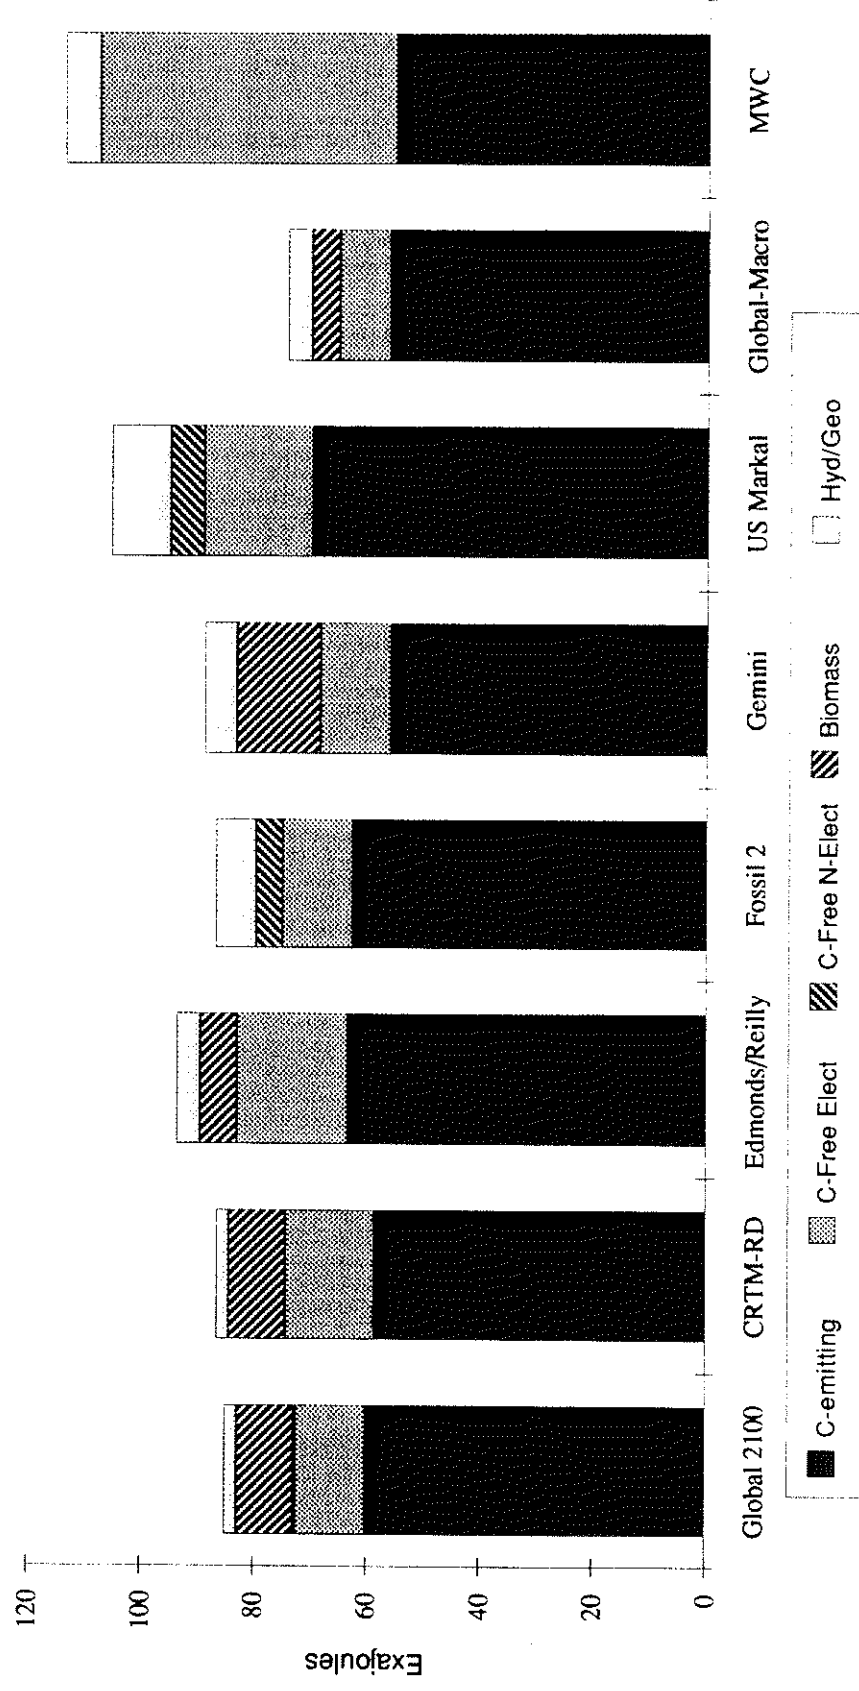 120
100
80
60
40
20
0
Exajoules
Global 2100
CRTM-RD
Edmonds/Reilly
Fossil 2
Gemini
US Markal
Global-Macro
MWC
C-emitting
C-Free Elect
C-Free N-Elect
Biomass
Hyd/Geo